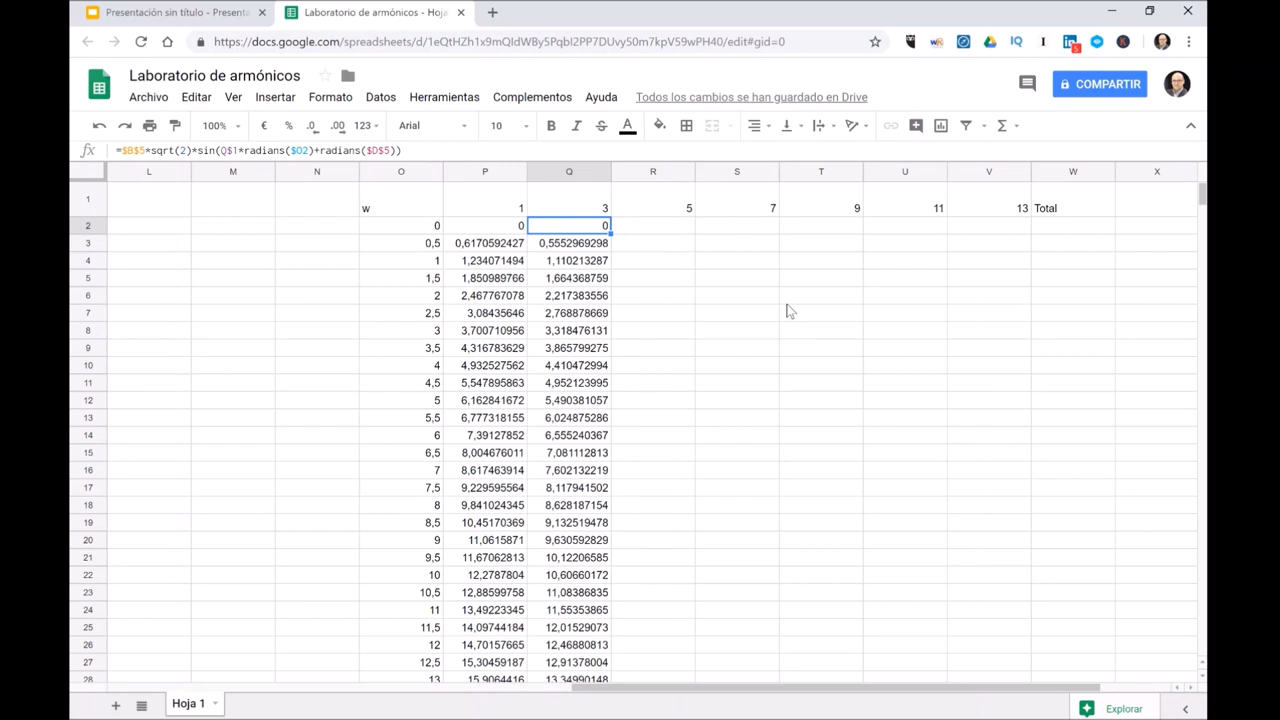 Presentación sin título - Presenta
Laboratorio de armónicos - Hoja
https://docs.google.com/spreadsheets/d/1eQtHZh1x9mQIdWBy5PqbI2PP7DUvy50m7kpV59wPH40/edit#gid=0
Laboratorio de armónicos
COMPARTIR
Archivo Editar Ver Insertar Formato Datos Herramientas Complementos Ayuda Todos los cambios se han guardado en Drive
100% € % .0 .00 123 Arial 10 B I S A Σ
fx =$B$5*sqrt(2)*sin(Q$1*radians($O2)+radians($D$5))
L M N O P Q R S T U V W X
1 w 1 3 5 7 9 11 13 Total
2 0 0 0
3 0,5 0,6170592427 0,5552969298
4 1 1,234071494 1,110213287
5 1,5 1,850989766 1,664368759
6 2 2,467767078 2,217383556
7 2,5 3,08435646 2,768878669
8 3 3,700710956 3,318476131
9 3,5 4,316783629 3,865799275
10 4 4,932527562 4,410472994
11 4,5 5,547895863 4,952123995
12 5 6,162841672 5,490381057
13 5,5 6,777318155 6,024875286
14 6 7,39127852 6,555240367
15 6,5 8,004676011 7,081112813
16 7 8,617463914 7,602132219
17 7,5 9,229595564 8,117941502
18 8 9,841024345 8,628187154
19 8,5 10,45170369 9,132519478
20 9 11,0615871 9,630592829
21 9,5 11,67062813 10,12206585
22 10 12,2787804 10,60660172
23 10,5 12,88599758 11,08386835
24 11 13,49223345 11,55353865
25 11,5 14,09744184 12,01529073
26 12 14,70157665 12,46880813
27 12,5 15,30459187 12,91378004
28 13 15,9064416 13,34990148
Hoja 1
Explorar